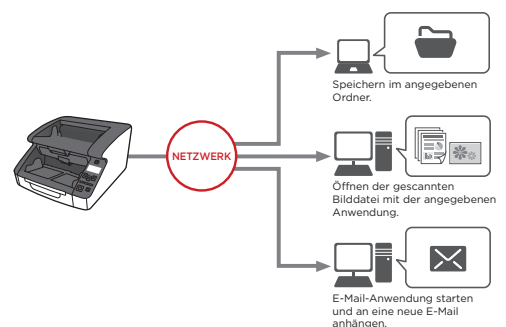 Speichern im angegebenen
Ordner.
NETZWERK
Öffnen der gescannten
Bilddatei mit der angegebenen
Anwendung.
E-Mail-Anwendung starten
und an eine neue E-Mail
anhängen.